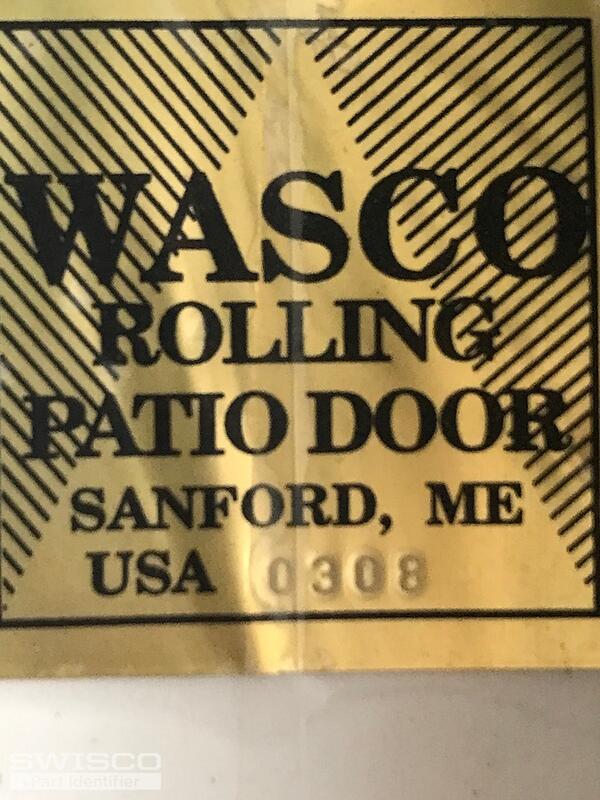 WASCO
ROLLING
PATIO DOOR
SANFORD, ME
USA 0308
SWISCO
Part Identifier